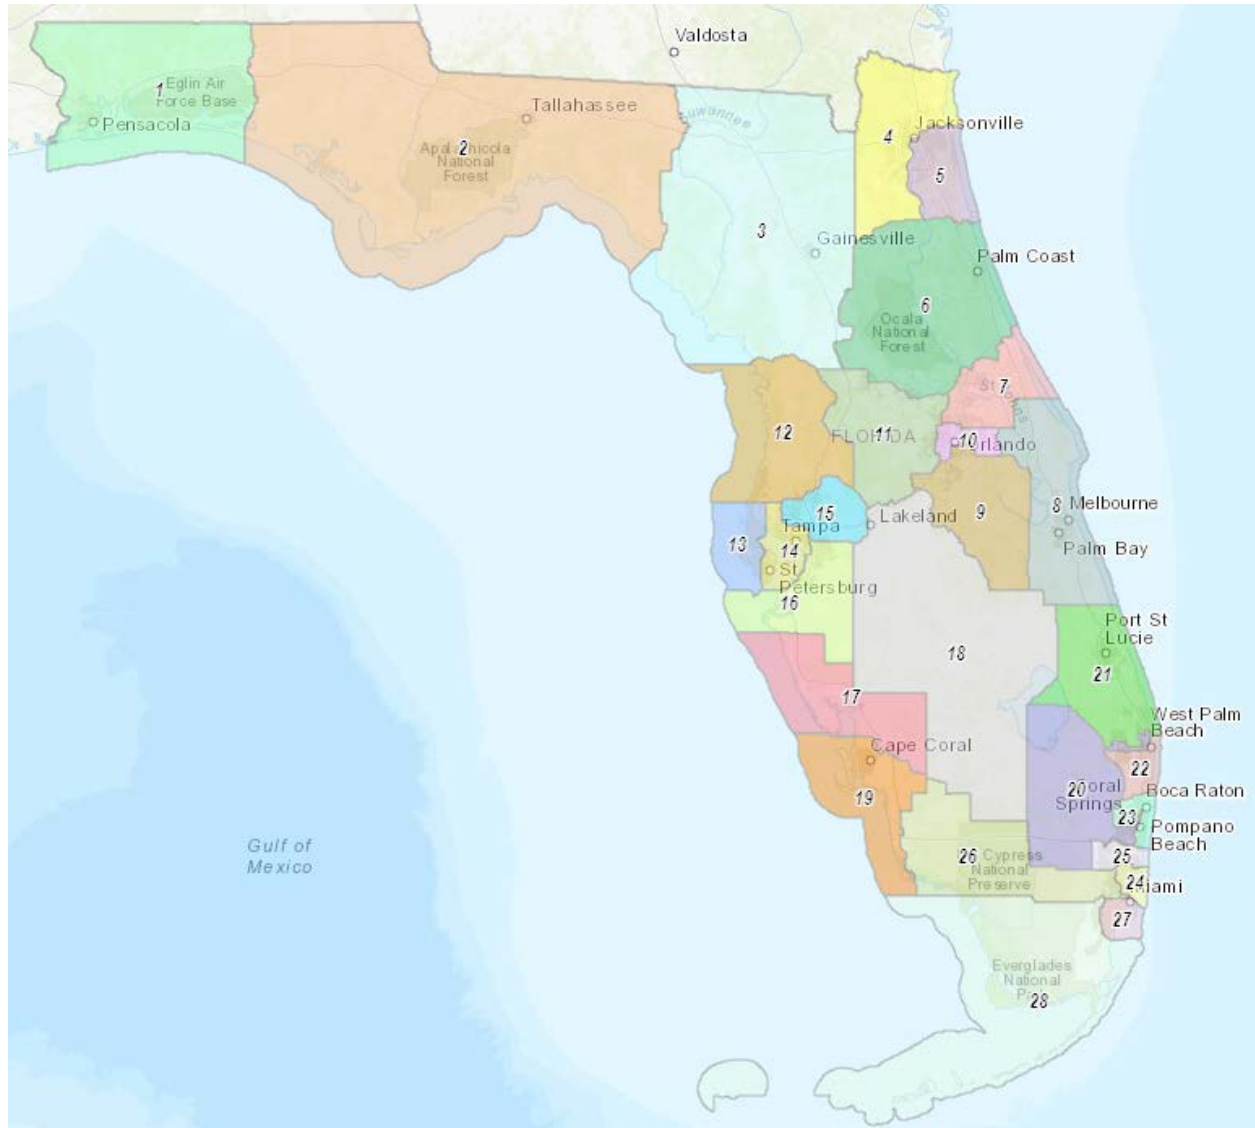 Valdosta
Eglin Air
Force Base
1
Pensacola
Tallahassee
Suwannee
4
Jacksonville
Apalachicola
National
Forest
2
5
3
Gainesville
Palm Coast
6
Ocala
National
Forest
7
St Johns
12
FLORIDA
11
10
Orlando
8
Melbourne
9
15
Lakeland
Tampa
Palm Bay
13
14
St
Petersburg
16
Port St
Lucie
18
21
17
West Palm
Beach
Cape Coral
22
19
20
Coral
Springs
Boca Raton
23
Pompano
Beach
Gulf of
Mexico
26
Cypress
National
Preserve
25
24
Miami
27
Everglades
National
Park
28